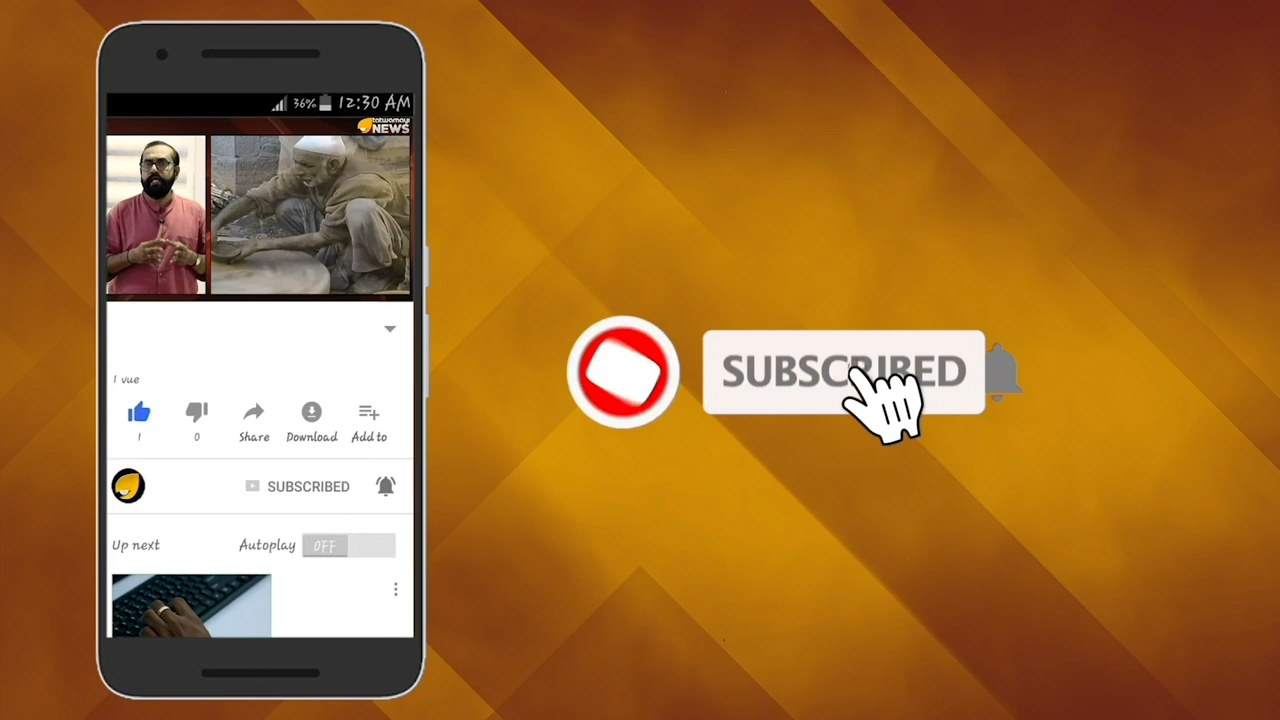 36% 12:30 AM
tatwamayi
NEWS
1 vue
1
0
Share
Download
Add to
SUBSCRIBED
Up next
Autoplay
OFF
SUBSCRIBED